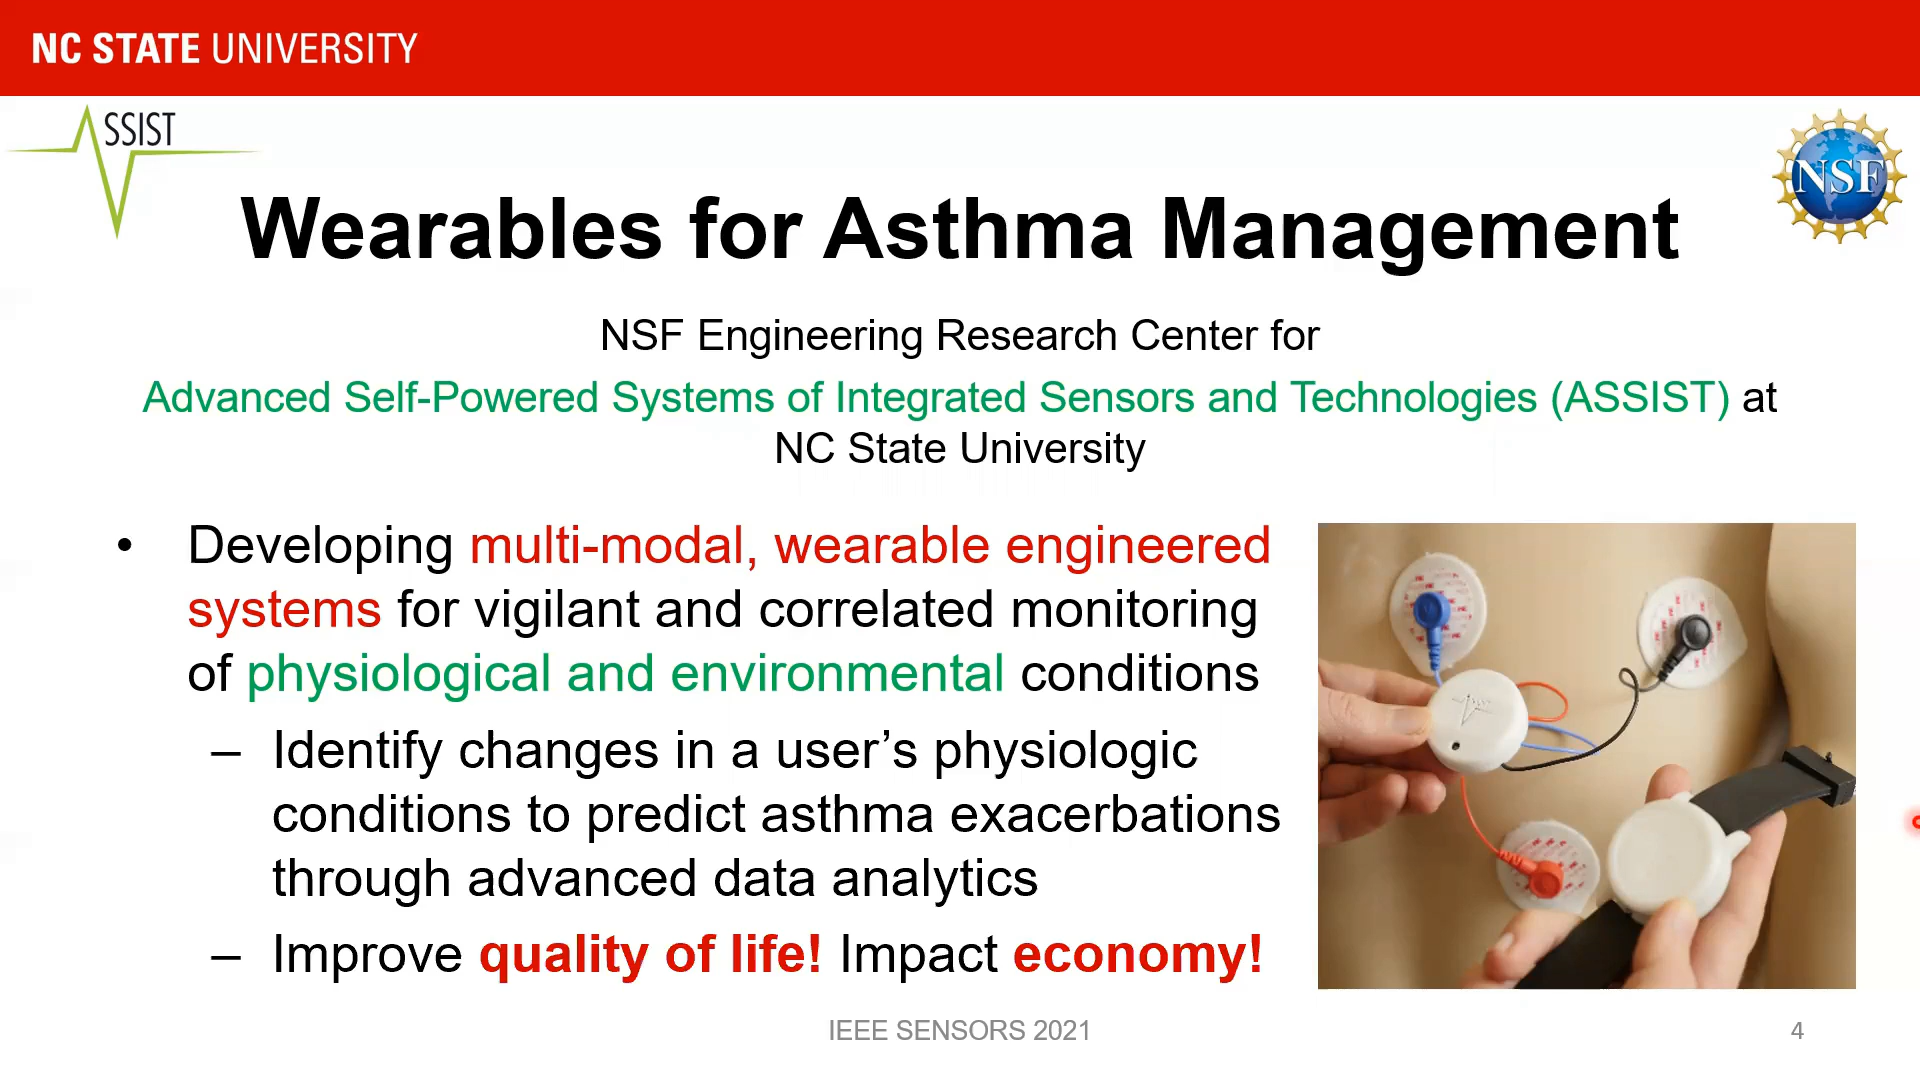 NC STATE UNIVERSITY
SSIST
NSF
Wearables for Asthma Management
NSF Engineering Research Center for
Advanced Self-Powered Systems of Integrated Sensors and Technologies (ASSIST) at
NC State University
• Developing multi-modal, wearable engineered
systems for vigilant and correlated monitoring
of physiological and environmental conditions
– Identify changes in a user’s physiologic
conditions to predict asthma exacerbations
through advanced data analytics
– Improve quality of life! Impact economy!
IEEE SENSORS 2021
4